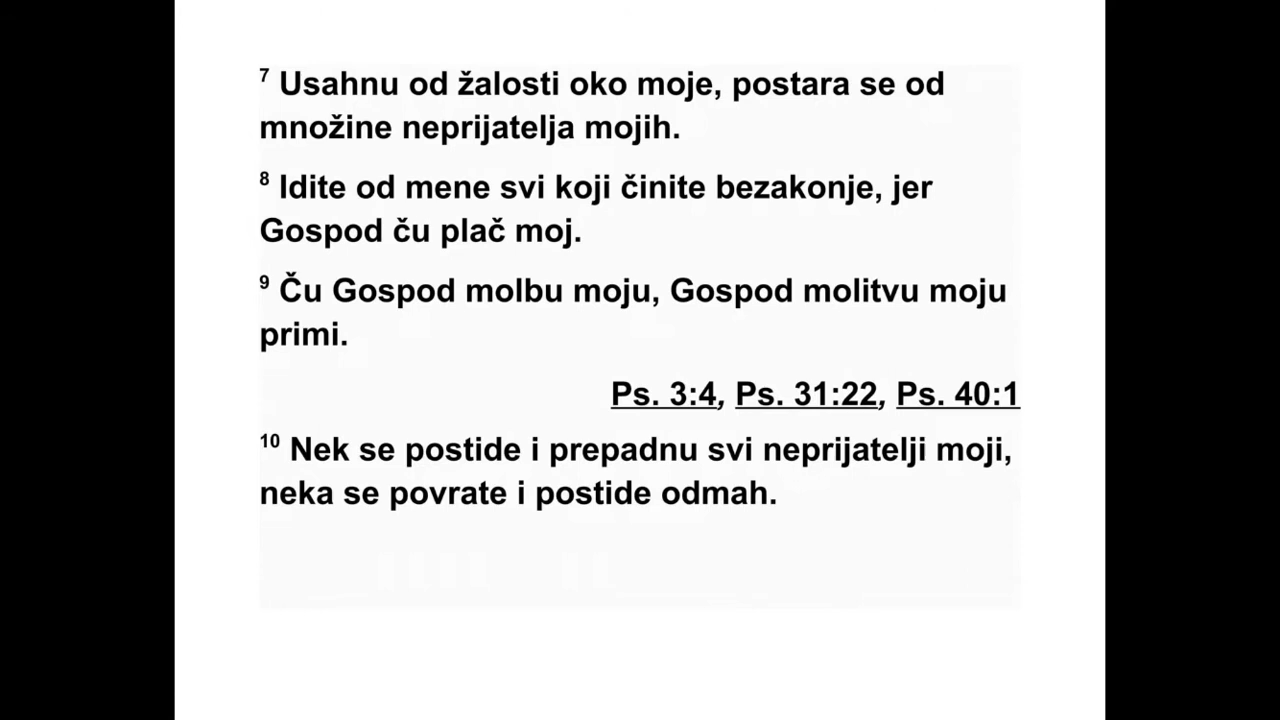 7 Usahnu od žalosti oko moje, postara se od
množine neprijatelja mojih.
8 Idite od mene svi koji činite bezakonje, jer
Gospod ču plač moj.
9 Ču Gospod molbu moju, Gospod molitvu moju
primi.
Ps. 3:4, Ps. 31:22, Ps. 40:1
10 Nek se postide i prepadnu svi neprijatelji moji,
neka se povrate i postide odmah.